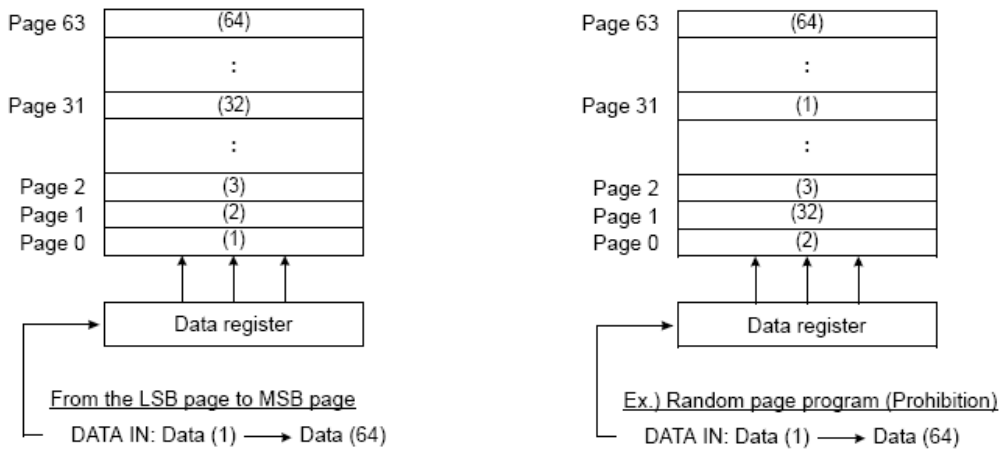 Page 63 (64)
:
Page 31 (32)
:
Page 2 (3)
Page 1 (2)
Page 0 (1)
Data register
From the LSB page to MSB page
DATA IN: Data (1) → Data (64)
Page 63 (64)
:
Page 31 (1)
:
Page 2 (3)
Page 1 (32)
Page 0 (2)
Data register
Ex.) Random page program (Prohibition)
DATA IN: Data (1) → Data (64)